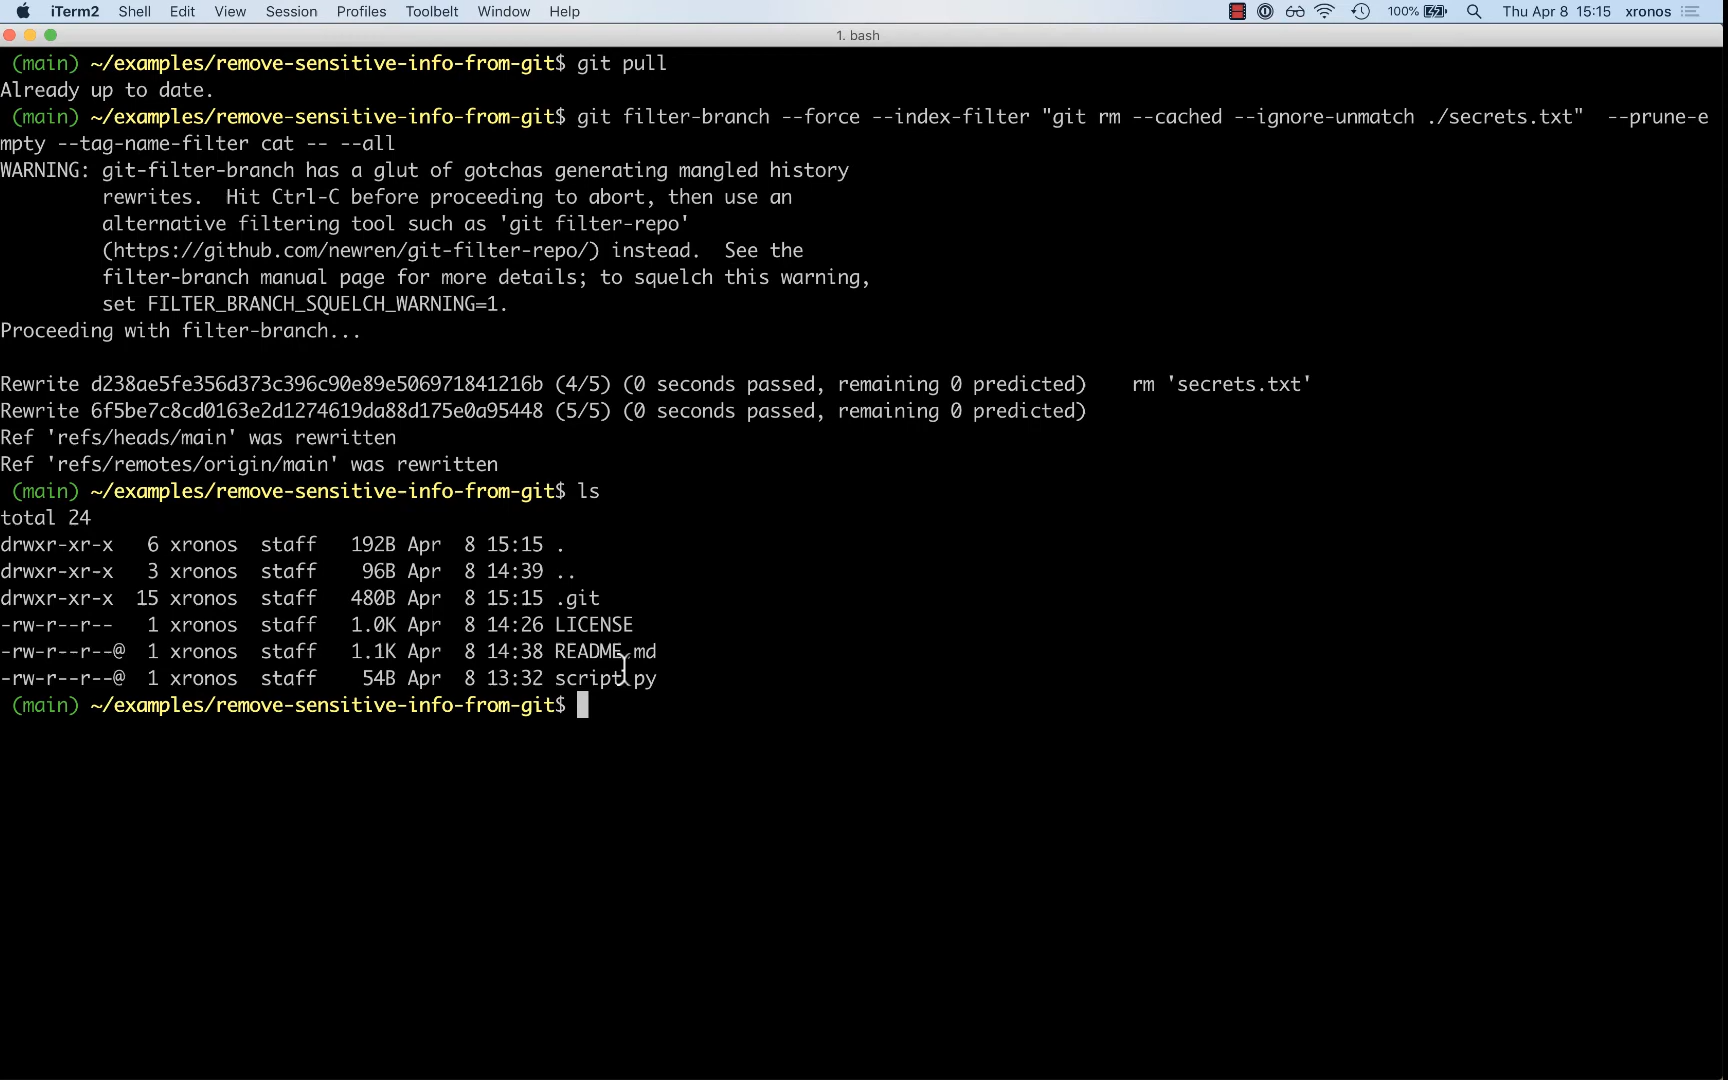 iTerm2 Shell Edit View Session Profiles Toolbelt Window Help 100% Thu Apr 8 15:15 xronos
1. bash
(main) ~/examples/remove-sensitive-info-from-git$ git pull
Already up to date.
(main) ~/examples/remove-sensitive-info-from-git$ git filter-branch --force --index-filter "git rm --cached --ignore-unmatch ./secrets.txt"  --prune-e
mpty --tag-name-filter cat -- --all
WARNING: git-filter-branch has a glut of gotchas generating mangled history
rewrites.  Hit Ctrl-C before proceeding to abort, then use an
alternative filtering tool such as 'git filter-repo'
(https://github.com/newren/git-filter-repo/) instead.  See the
filter-branch manual page for more details; to squelch this warning,
set FILTER_BRANCH_SQUELCH_WARNING=1.
Proceeding with filter-branch...
Rewrite d238ae5fe356d373c396c90e89e506971841216b (4/5) (0 seconds passed, remaining 0 predicted)    rm 'secrets.txt'
Rewrite 6f5be7c8cd0163e2d1274619da88d175e0a95448 (5/5) (0 seconds passed, remaining 0 predicted)
Ref 'refs/heads/main' was rewritten
Ref 'refs/remotes/origin/main' was rewritten
(main) ~/examples/remove-sensitive-info-from-git$ ls
total 24
drwxr-xr-x   6 xronos  staff   192B Apr  8 15:15 .
drwxr-xr-x   3 xronos  staff    96B Apr  8 14:39 ..
drwxr-xr-x  15 xronos  staff   480B Apr  8 15:15 .git
-rw-r--r--   1 xronos  staff   1.0K Apr  8 14:26 LICENSE
-rw-r--r--@  1 xronos  staff   1.1K Apr  8 14:38 README.md
-rw-r--r--@  1 xronos  staff    54B Apr  8 13:32 script.py
(main) ~/examples/remove-sensitive-info-from-git$